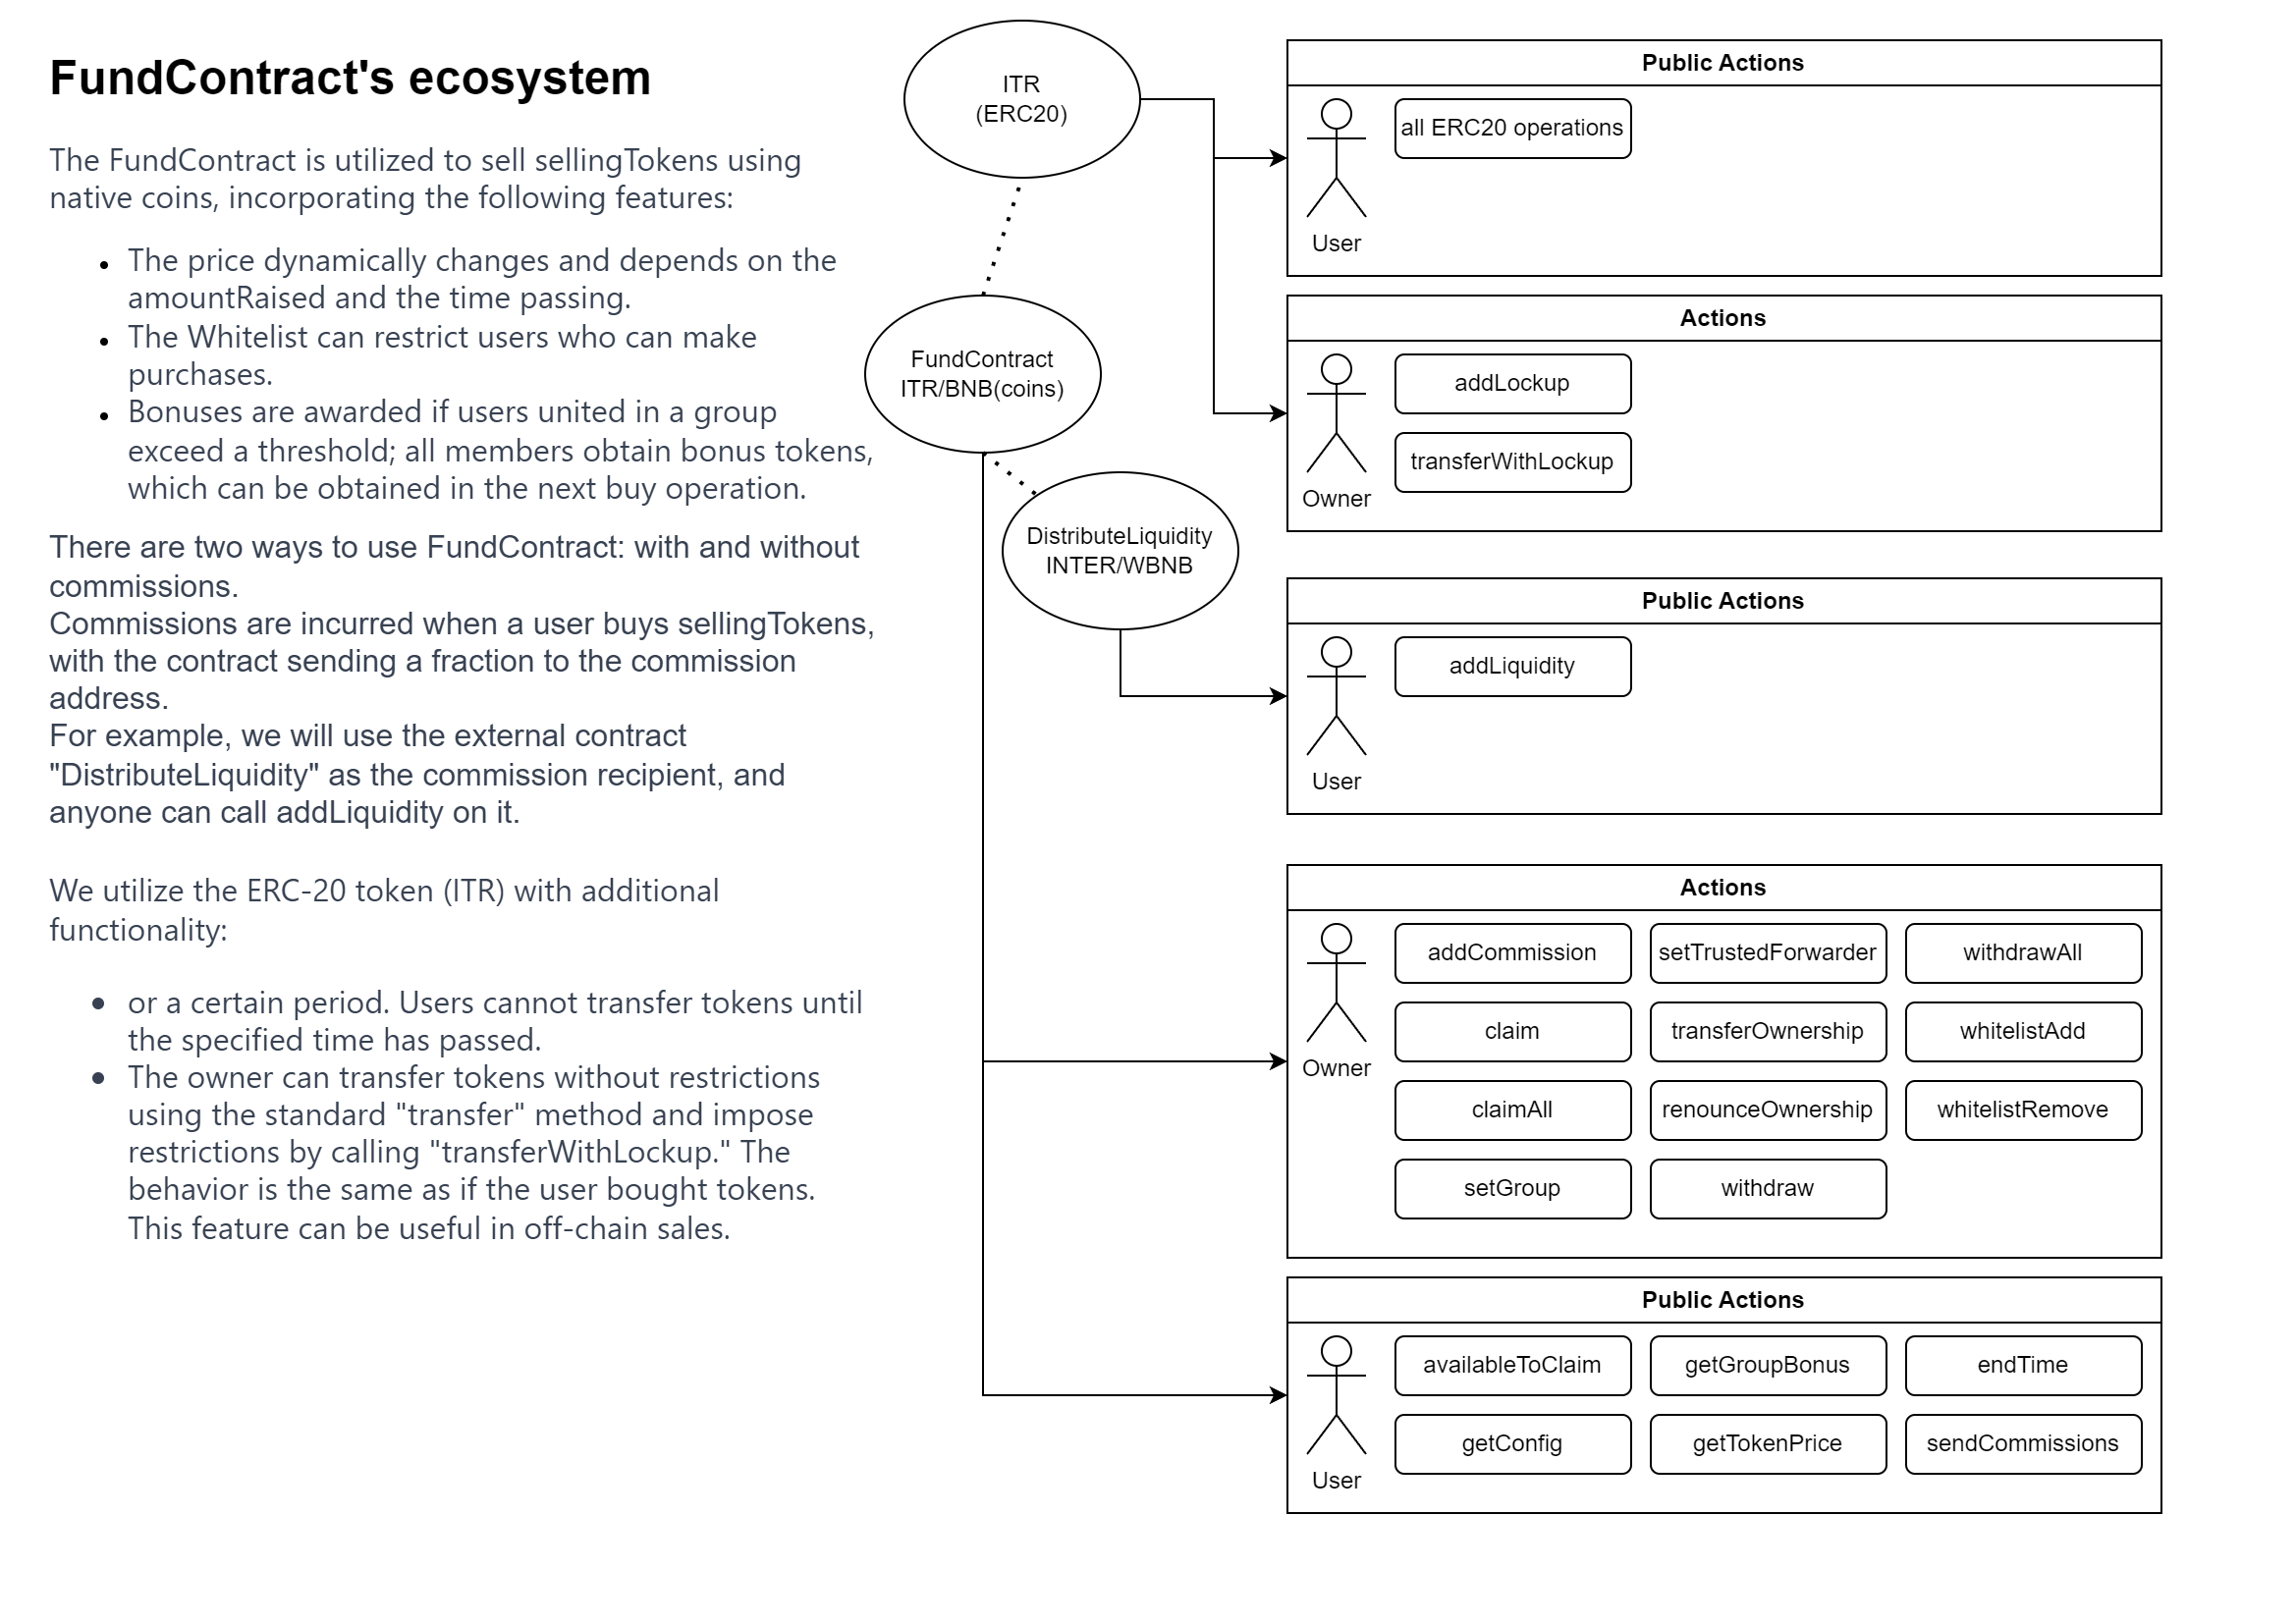 FundContract's ecosystem
The FundContract is utilized to sell sellingTokens using
native coins, incorporating the following features:
The price dynamically changes and depends on the
amountRaised and the time passing.
The Whitelist can restrict users who can make
purchases.
Bonuses are awarded if users united in a group
exceed a threshold; all members obtain bonus tokens,
which can be obtained in the next buy operation.
There are two ways to use FundContract: with and without
commissions.
Commissions are incurred when a user buys sellingTokens,
with the contract sending a fraction to the commission
address.
For example, we will use the external contract
"DistributeLiquidity" as the commission recipient, and
anyone can call addLiquidity on it.
We utilize the ERC-20 token (ITR) with additional
functionality:
or a certain period. Users cannot transfer tokens until
the specified time has passed.
The owner can transfer tokens without restrictions
using the standard "transfer" method and impose
restrictions by calling "transferWithLockup." The
behavior is the same as if the user bought tokens.
This feature can be useful in off-chain sales.
ITR
(ERC20)
FundContract
ITR/BNB(coins)
DistributeLiquidity
INTER/WBNB
Public Actions
all ERC20 operations
User
Actions
addLockup
transferWithLockup
Owner
Public Actions
addLiquidity
User
Actions
addCommission
setTrustedForwarder
withdrawAll
claim
transferOwnership
whitelistAdd
Owner
claimAll
renounceOwnership
whitelistRemove
setGroup
withdraw
Public Actions
availableToClaim
getGroupBonus
endTime
getConfig
getTokenPrice
sendCommissions
User